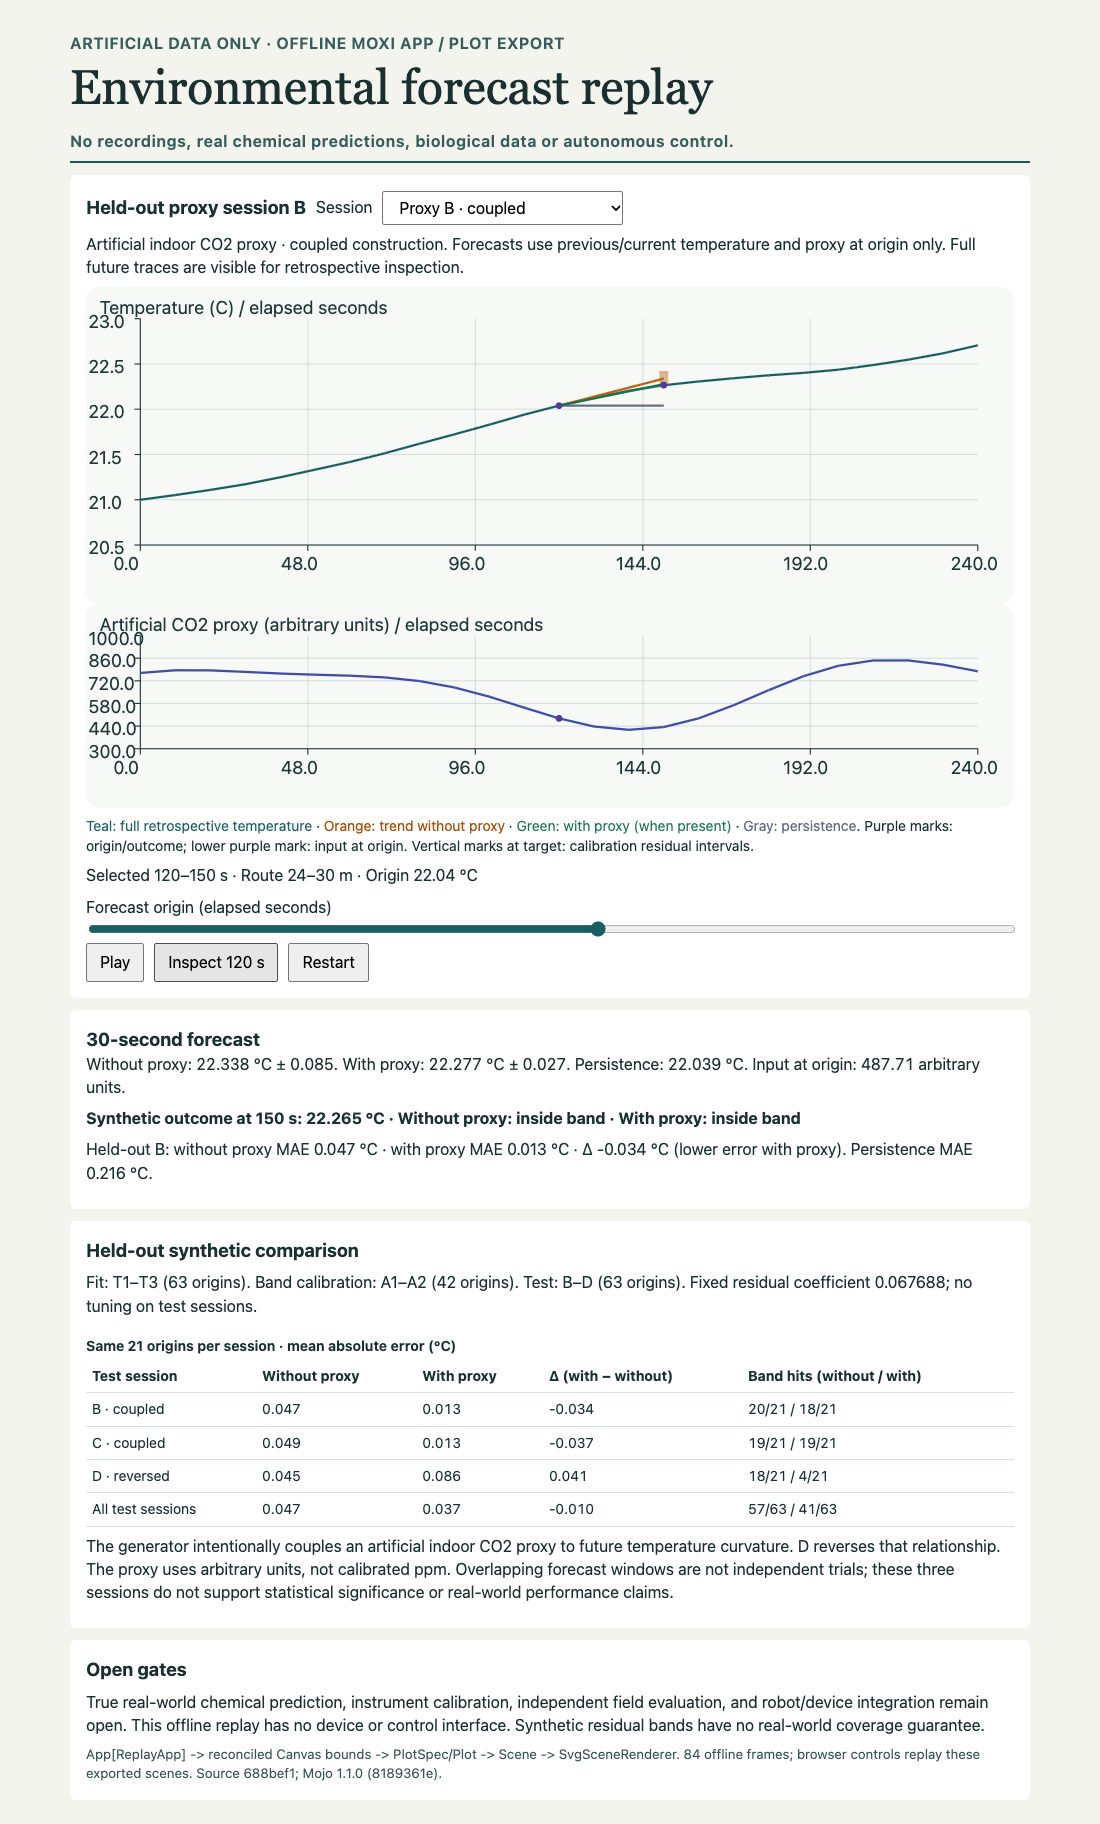 ARTIFICIAL DATA ONLY · OFFLINE MOXI APP / PLOT EXPORT
Environmental forecast replay
No recordings, real chemical predictions, biological data or autonomous control.
Held-out proxy session B Session Proxy B · coupled
Artificial indoor CO2 proxy · coupled construction. Forecasts use previous/current temperature and proxy at origin only. Full
future traces are visible for retrospective inspection.
Temperature (C) / elapsed seconds
23.0
22.5
22.0
21.5
21.0
20.5
0.0 48.0 96.0 144.0 192.0 240.0
Artificial CO2 proxy (arbitrary units) / elapsed seconds
1000.0
860.0
720.0
580.0
440.0
300.0
0.0 48.0 96.0 144.0 192.0 240.0
Teal: full retrospective temperature · Orange: trend without proxy · Green: with proxy (when present) · Gray: persistence. Purple marks:
origin/outcome; lower purple mark: input at origin. Vertical marks at target: calibration residual intervals.
Selected 120–150 s · Route 24–30 m · Origin 22.04 °C
Forecast origin (elapsed seconds)
Play Inspect 120 s Restart
30-second forecast
Without proxy: 22.338 °C ± 0.085. With proxy: 22.277 °C ± 0.027. Persistence: 22.039 °C. Input at origin: 487.71 arbitrary
units.
Synthetic outcome at 150 s: 22.265 °C · Without proxy: inside band · With proxy: inside band
Held-out B: without proxy MAE 0.047 °C · with proxy MAE 0.013 °C · Δ -0.034 °C (lower error with proxy). Persistence MAE
0.216 °C.
Held-out synthetic comparison
Fit: T1–T3 (63 origins). Band calibration: A1–A2 (42 origins). Test: B–D (63 origins). Fixed residual coefficient 0.067688; no
tuning on test sessions.
Same 21 origins per session · mean absolute error (°C)
Test session Without proxy With proxy Δ (with − without) Band hits (without / with)
B · coupled 0.047 0.013 -0.034 20/21 / 18/21
C · coupled 0.049 0.013 -0.037 19/21 / 19/21
D · reversed 0.045 0.086 0.041 18/21 / 4/21
All test sessions 0.047 0.037 -0.010 57/63 / 41/63
The generator intentionally couples an artificial indoor CO2 proxy to future temperature curvature. D reverses that relationship.
The proxy uses arbitrary units, not calibrated ppm. Overlapping forecast windows are not independent trials; these three
sessions do not support statistical significance or real-world performance claims.
Open gates
True real-world chemical prediction, instrument calibration, independent field evaluation, and robot/device integration remain
open. This offline replay has no device or control interface. Synthetic residual bands have no real-world coverage guarantee.
App[ReplayApp] -> reconciled Canvas bounds -> PlotSpec/Plot -> Scene -> SvgSceneRenderer. 84 offline frames; browser controls replay these
exported scenes. Source 688bef1; Mojo 1.1.0 (8189361e).